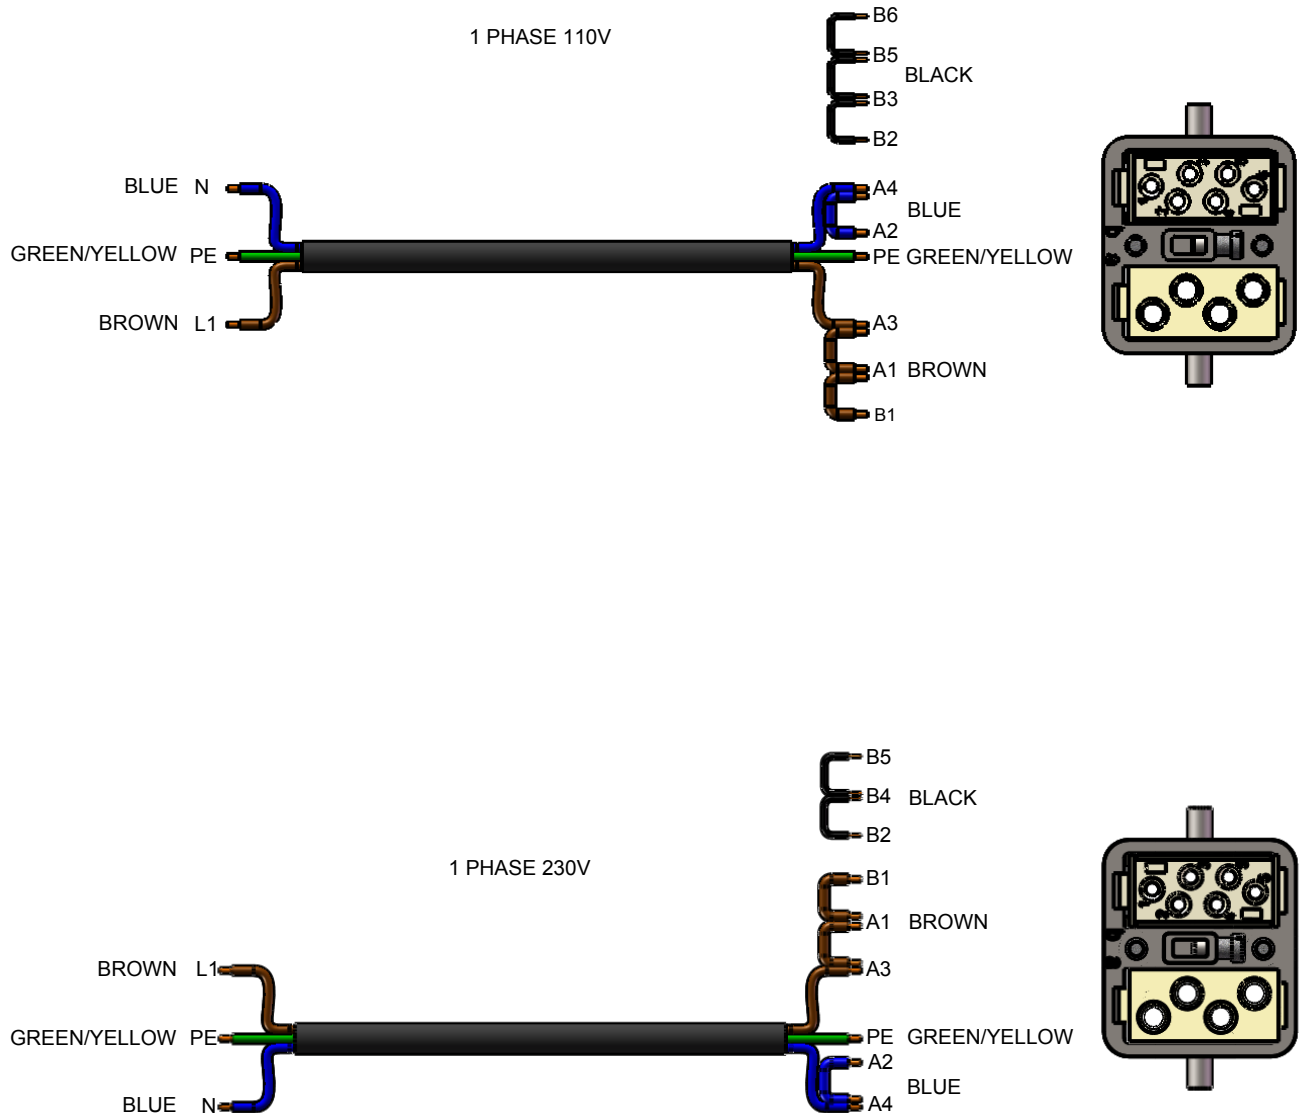 1 PHASE 110V
B6
B5
BLACK
B3
B2
BLUE N
A4
BLUE
A2
GREEN/YELLOW PE
PE GREEN/YELLOW
BROWN L1
A3
A1 BROWN
B1
B5
B4 BLACK
B2
1 PHASE 230V
B1
A1 BROWN
A3
BROWN L1
GREEN/YELLOW PE
PE GREEN/YELLOW
A2
BLUE
A4
BLUE N